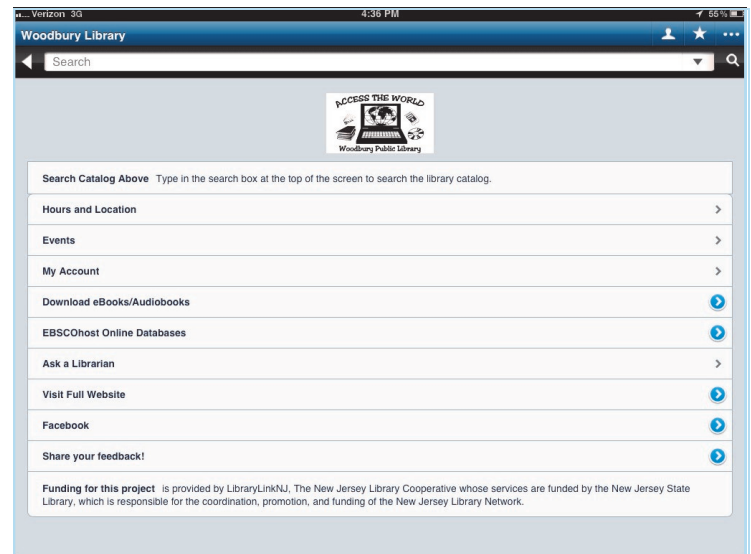 Verizon 3G 4:36 PM 55%
Woodbury Library
Search
ACCESS THE WORLD
Woodbury Public Library
Search Catalog Above Type in the search box at the top of the screen to search the library catalog.
Hours and Location
Events
My Account
Download eBooks/Audiobooks
EBSCOhost Online Databases
Ask a Librarian
Visit Full Website
Facebook
Share your feedback!
Funding for this project is provided by LibraryLinkNJ, The New Jersey Library Cooperative whose services are funded by the New Jersey State
Library, which is responsible for the coordination, promotion, and funding of the New Jersey Library Network.